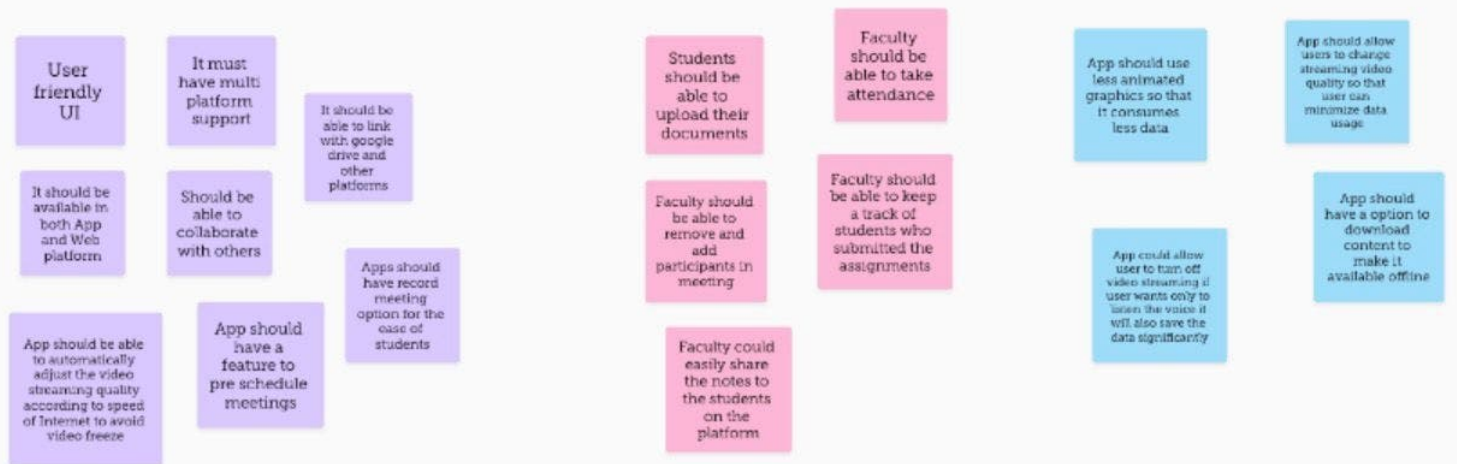 User
friendly
UI
It must
have multi
platform
support
It should be
able to link
with google
drive and
other
platforms
It should be
available in
both App
and Web
platform
Should be
able to
collaborate
with others
Apps should
have record
meeting
option for the
ease of
students
App should be able
to automatically
adjust the video
streaming quality
according to speed
of Internet to avoid
video freeze
App should
have a
feature to
pre schedule
meetings
Students
should be
able to
upload their
documents
Faculty
should be
able to take
attendance
Faculty should
be able to
remove and
add
participants in
meeting
Faculty should
be able to keep
a track of
students who
submitted the
assignments
Faculty could
easily share
the notes to
the students
on the
platform
App should use
less animated
graphics so that
it consumes
less data
App should allow
users to change
streaming video
quality so that
user can
minimize data
usage
App could allow
user to turn off
video streaming if
user wants only to
listen the voice it
will also save the
data significantly
App should
have a option to
download
content to
make it
available offline